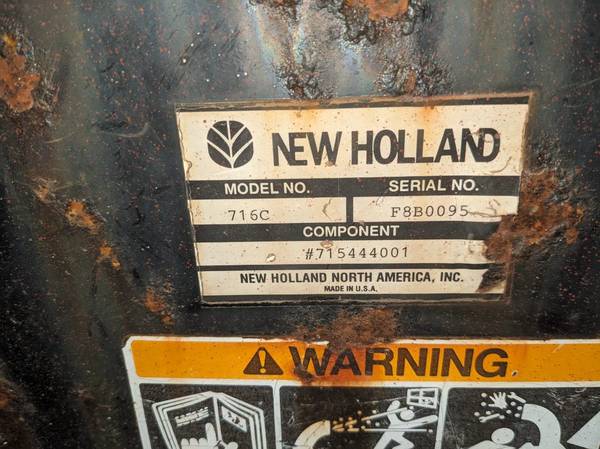 NEW HOLLAND
MODEL NO. SERIAL NO.
716C F8B0095
COMPONENT
#715444001
NEW HOLLAND NORTH AMERICA, INC.
MADE IN U.S.A.
WARNING